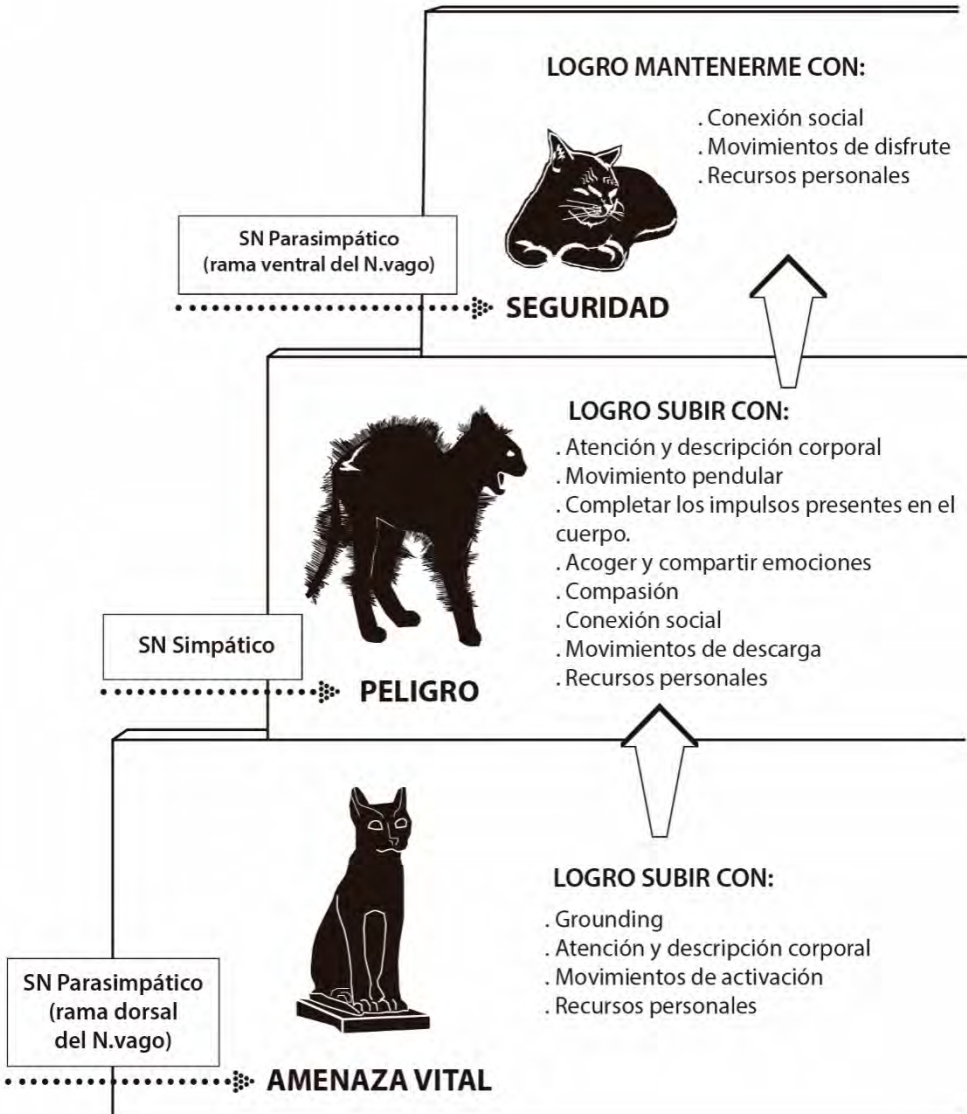 LOGRO MANTENERME CON:
. Conexión social
. Movimientos de disfrute
. Recursos personales
SN Parasimpático
(rama ventral del N.vago)
SEGURIDAD
LOGRO SUBIR CON:
. Atención y descripción corporal
. Movimiento pendular
. Completar los impulsos presentes en el
cuerpo.
. Acoger y compartir emociones
. Compasión
. Conexión social
. Movimientos de descarga
. Recursos personales
SN Simpático
PELIGRO
LOGRO SUBIR CON:
. Grounding
. Atención y descripción corporal
. Movimientos de activación
. Recursos personales
SN Parasimpático
(rama dorsal
del N.vago)
AMENAZA VITAL